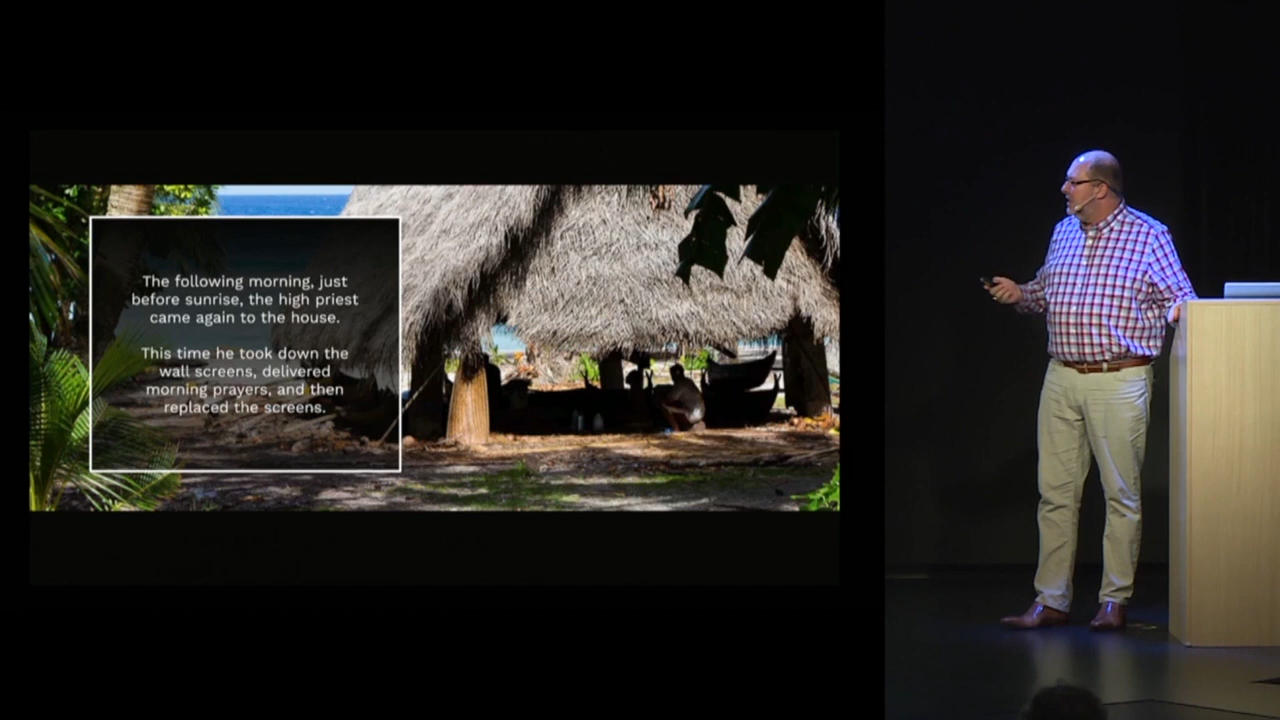 The following morning, just
before sunrise, the high priest
came again to the house.
This time he took down the
wall screens, delivered
morning prayers, and then
replaced the screens.